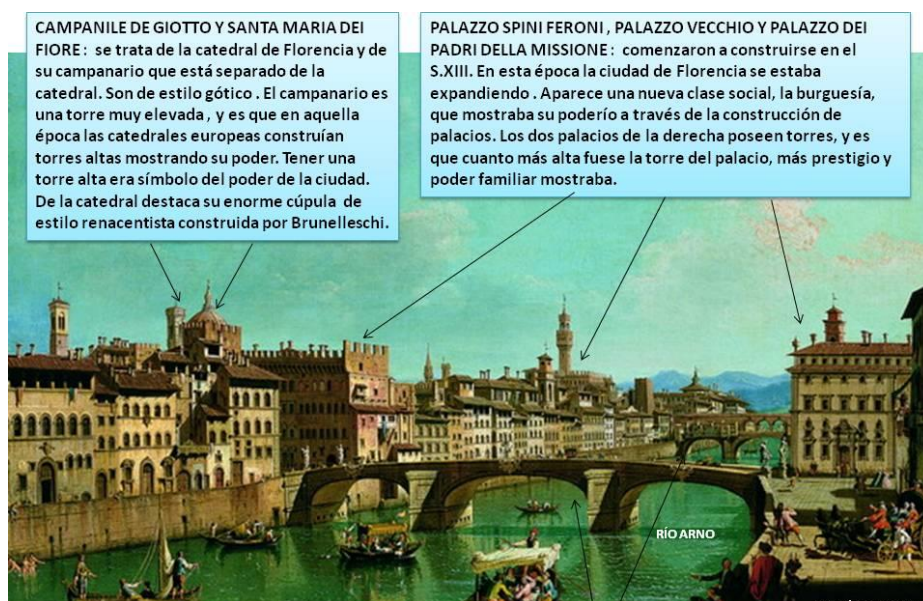 CAMPANILE DE GIOTTO Y SANTA MARIA DEI
FIORE : se trata de la catedral de Florencia y de
su campanario que está separado de la
catedral. Son de estilo gótico . El campanario es
una torre muy elevada , y es que en aquella
época las catedrales europeas construían
torres altas mostrando su poder. Tener una
torre alta era símbolo del poder de la ciudad.
De la catedral destaca su enorme cúpula de
estilo renacentista construida por Brunelleschi.
PALAZZO SPINI FERONI , PALAZZO VECCHIO Y PALAZZO DEI
PADRI DELLA MISSIONE : comenzaron a construirse en el
S.XIII. En esta época la ciudad de Florencia se estaba
expandiendo . Aparece una nueva clase social, la burguesía,
que mostraba su poderío a través de la construcción de
palacios. Los dos palacios de la derecha poseen torres, y es
que cuanto más alta fuese la torre del palacio, más prestigio y
poder familiar mostraba.
RÍO ARNO